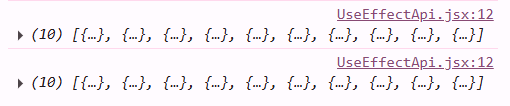 UseEffectApi.jsx:12
▸ (10) [{…}, {…}, {…}, {…}, {…}, {…}, {…}, {…}, {…}, {…}]
UseEffectApi.jsx:12
▸ (10) [{…}, {…}, {…}, {…}, {…}, {…}, {…}, {…}, {…}, {…}]